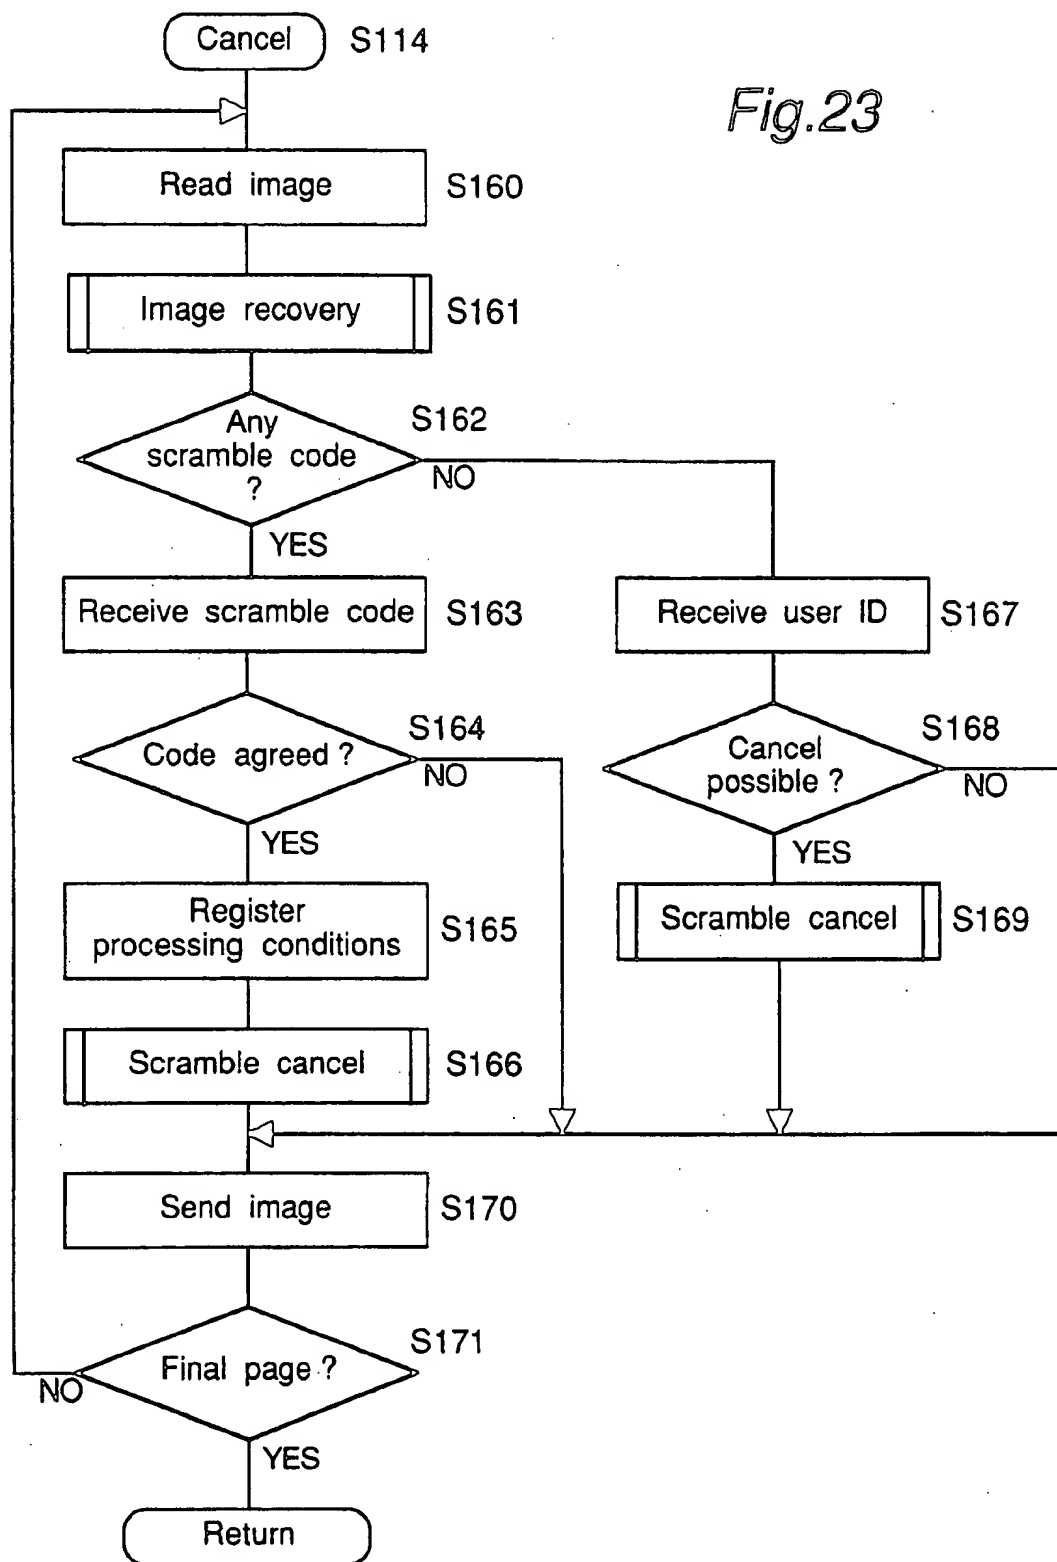 Cancel S114
Fig.23
Read image S160
Image recovery S161
Any
scramble code
?
S162
NO
YES
Receive scramble code S163
Receive user ID S167
Code agreed ? S164
NO
YES
Cancel
possible ?
S168
NO
YES
Register
processing conditions
S165
Scramble cancel S169
Scramble cancel S166
Send image S170
Final page ? S171
NO
YES
Return